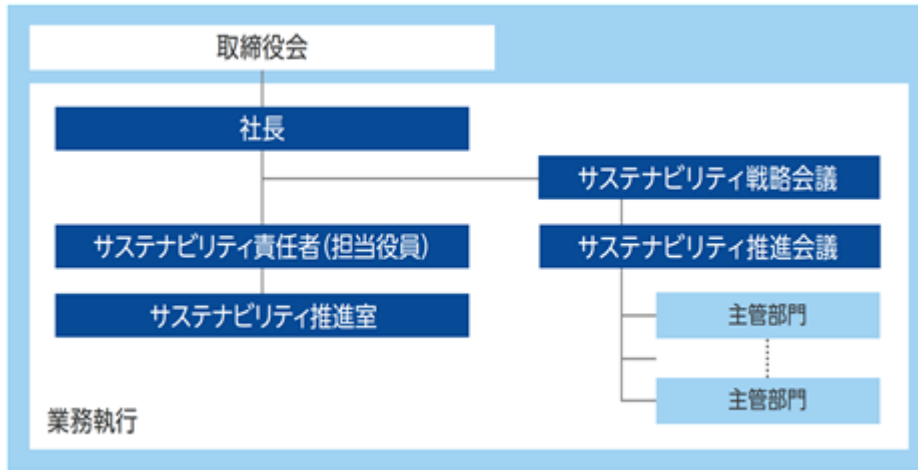 取締役会
社長
サステナビリティ戦略会議
サステナビリティ責任者(担当役員)
サステナビリティ推進会議
サステナビリティ推進室
主管部門
主管部門
業務執行